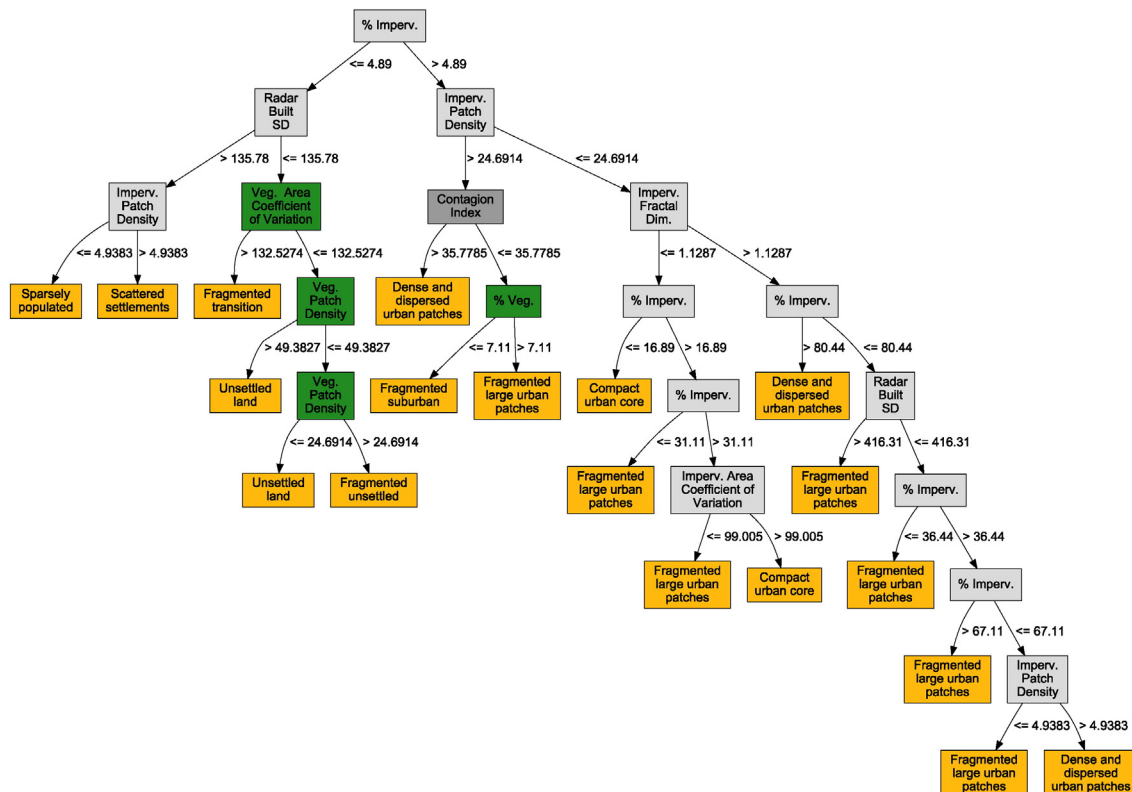 % Imperv.
<= 4.89
> 4.89
Radar
Built
SD
Imperv.
Patch
Density
> 135.78
<= 135.78
> 24.6914
<= 24.6914
Imperv.
Patch
Density
Veg. Area
Coefficient
of Variation
Contagion
Index
Imperv.
Fractal
Dim.
<= 4.9383
> 4.9383
> 132.5274
<= 132.5274
> 35.7785
<= 35.7785
<= 1.1287
> 1.1287
Sparsely
populated
Scattered
settlements
Fragmented
transition
Veg.
Patch
Density
Dense and
dispersed
urban patches
% Veg.
% Imperv.
% Imperv.
> 49.3827
<= 49.3827
<= 7.11
> 7.11
<= 16.89
> 16.89
> 80.44
<= 80.44
Unsettled
land
Veg.
Patch
Density
Fragmented
suburban
Fragmented
large urban
patches
Compact
urban core
% Imperv.
Dense and
dispersed
urban patches
Radar
Built
SD
<= 24.6914
> 24.6914
<= 31.11
> 31.11
> 416.31
<= 416.31
Unsettled
land
Fragmented
unsettled
Fragmented
large urban
patches
Imperv. Area
Coefficient of
Variation
Fragmented
large urban
patches
% Imperv.
<= 99.005
> 99.005
<= 36.44
> 36.44
Fragmented
large urban
patches
Compact
urban core
Fragmented
large urban
patches
% Imperv.
> 67.11
<= 67.11
Fragmented
large urban
patches
Imperv.
Patch
Density
<= 4.9383
> 4.9383
Fragmented
large urban
patches
Dense and
dispersed
urban patches